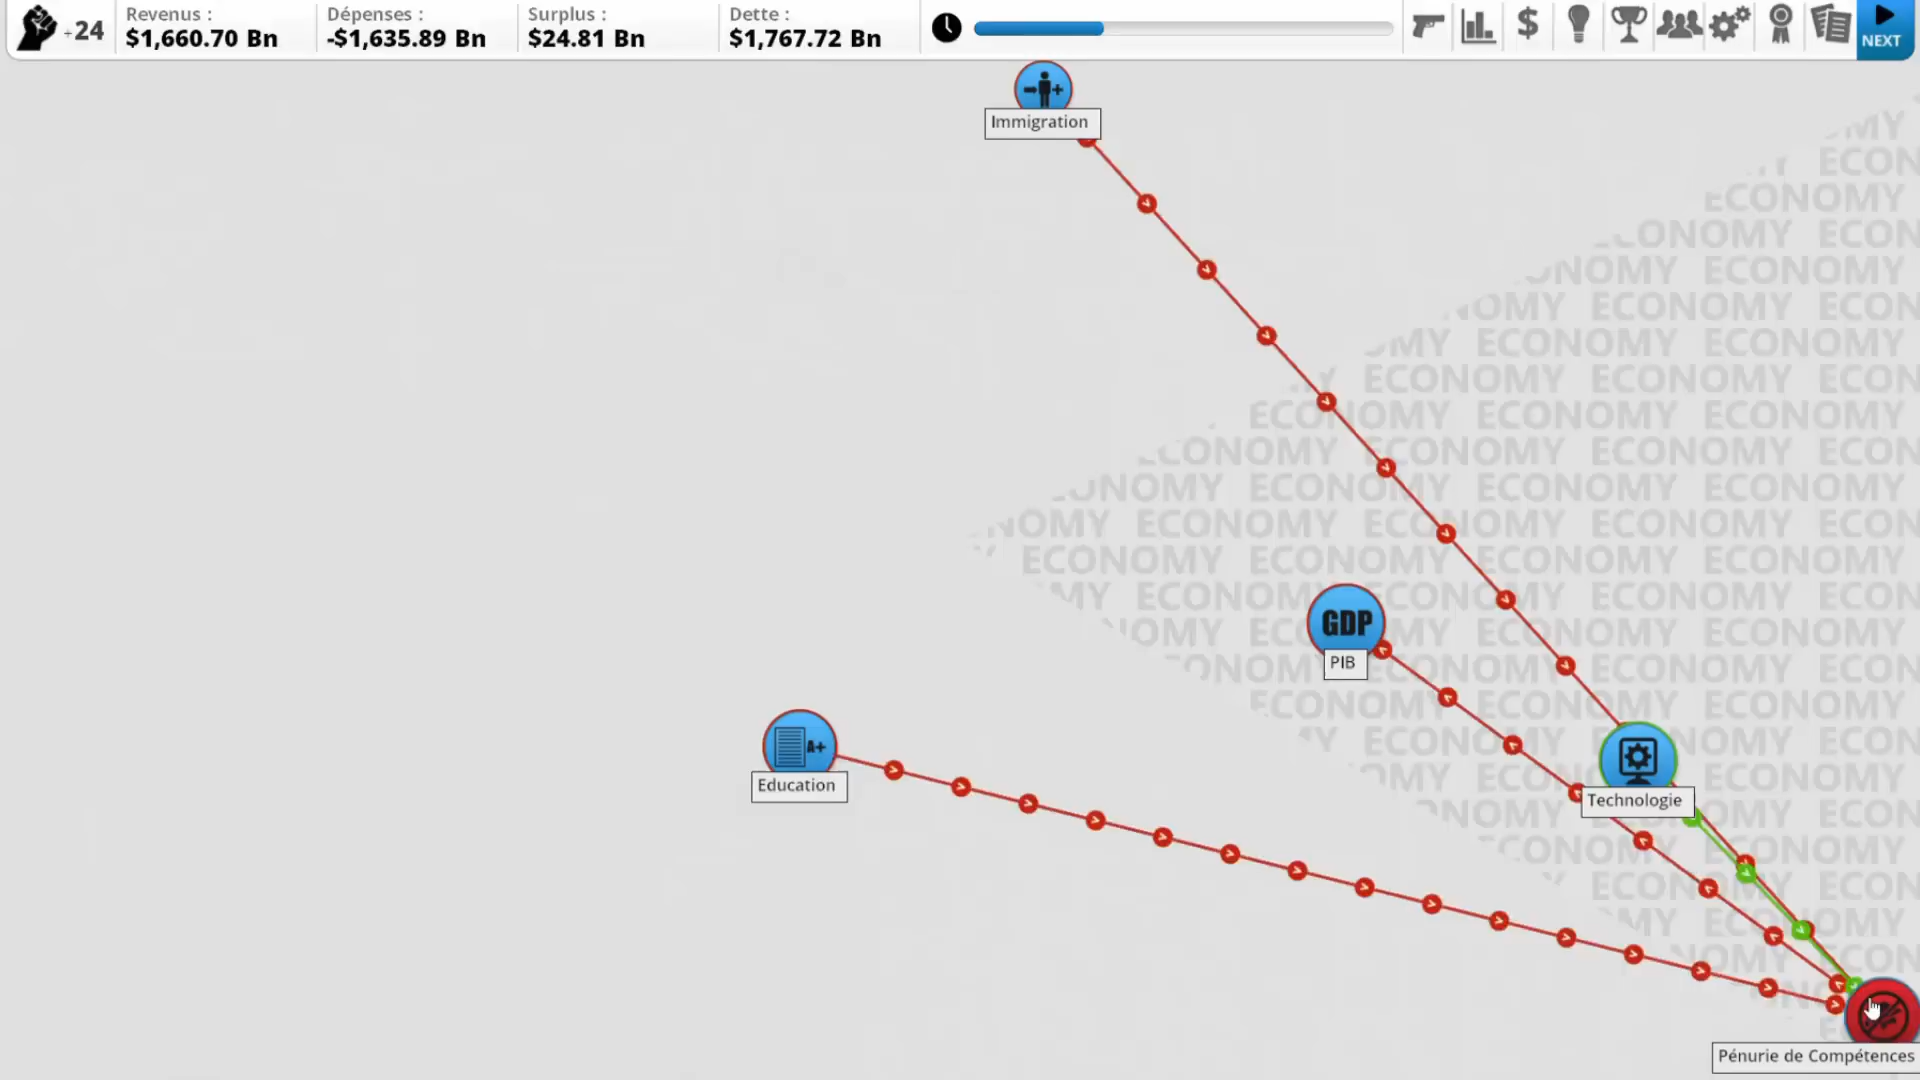 +24
Revenus :
$1,660.70 Bn
Dépenses :
-$1,635.89 Bn
Surplus :
$24.81 Bn
Dette :
$1,767.72 Bn
NEXT
Immigration
ECONOMY
GDP
PIB
A+
Education
Technologie
Pénurie de Compétences